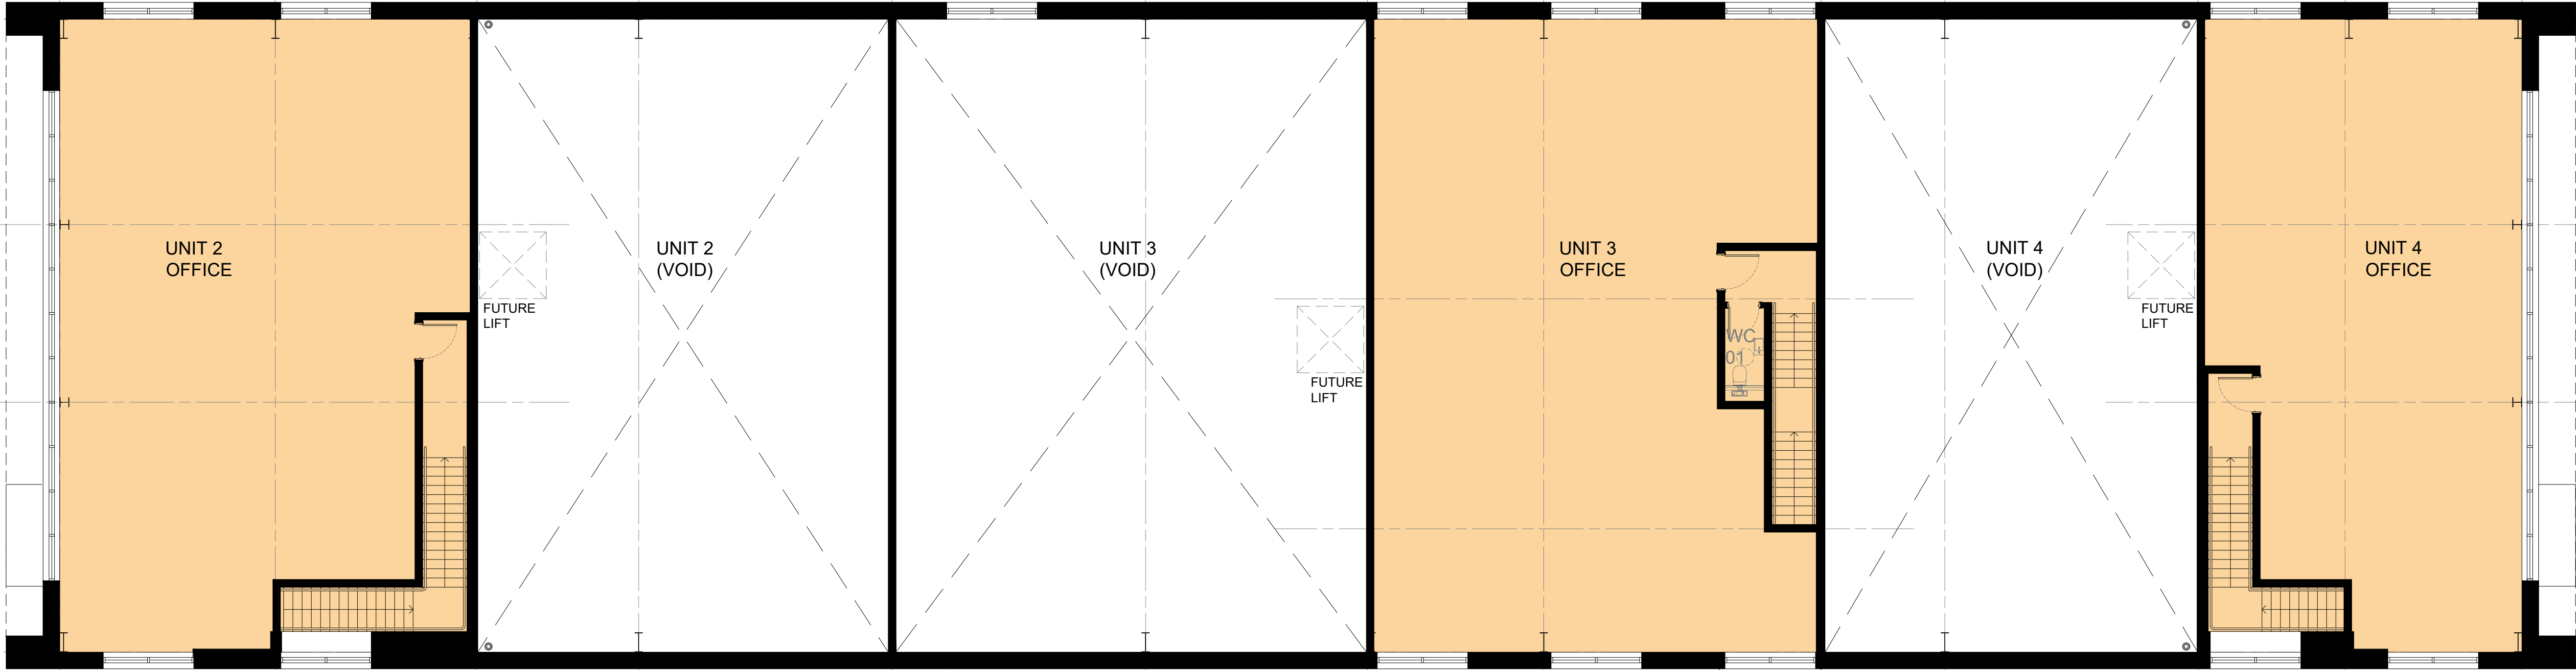 UNIT 2
OFFICE
UNIT 2
(VOID)
FUTURE
LIFT
UNIT 3
(VOID)
FUTURE
LIFT
UNIT 3
OFFICE
WC
01
UNIT 4
(VOID)
FUTURE
LIFT
UNIT 4
OFFICE